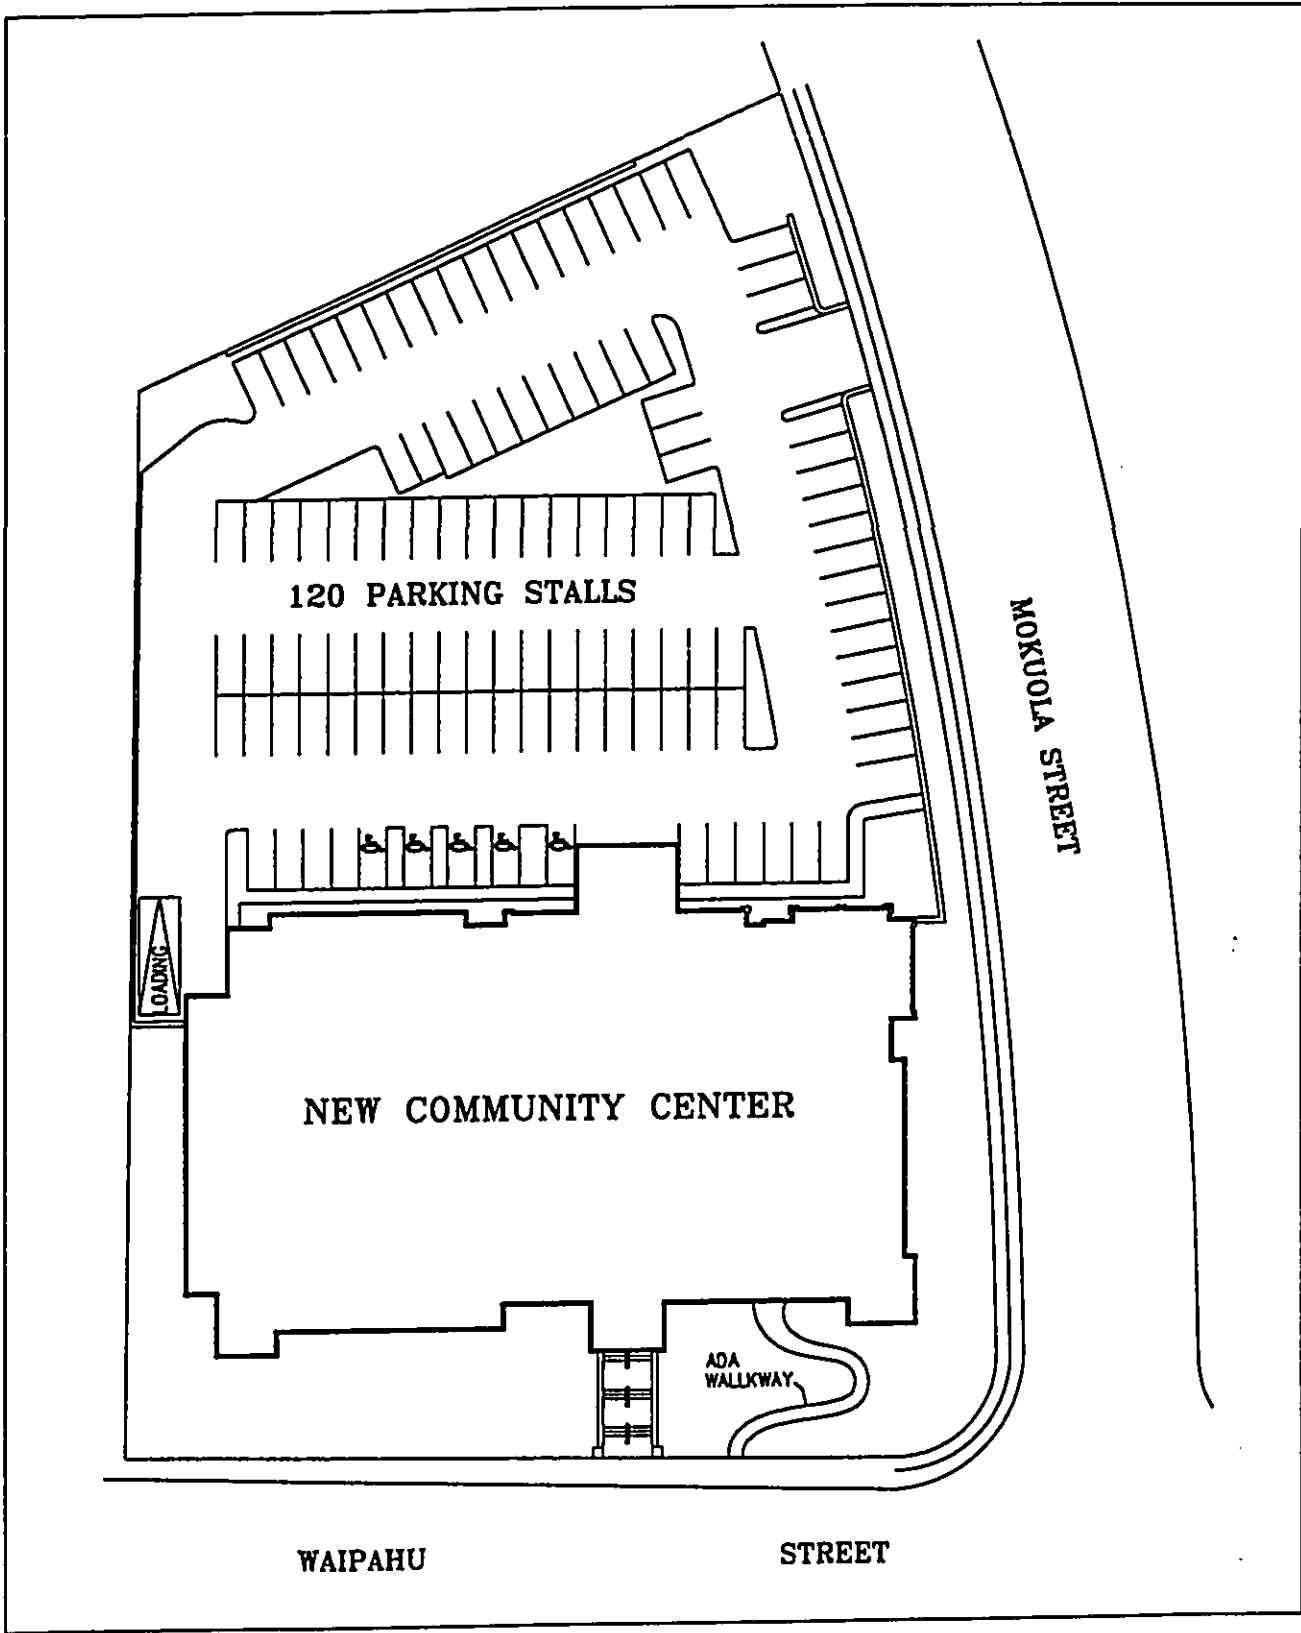 120 PARKING STALLS
MOKUOLA STREET
LOADING
NEW COMMUNITY CENTER
ADA
WALLKWAY
WAIPAHU STREET